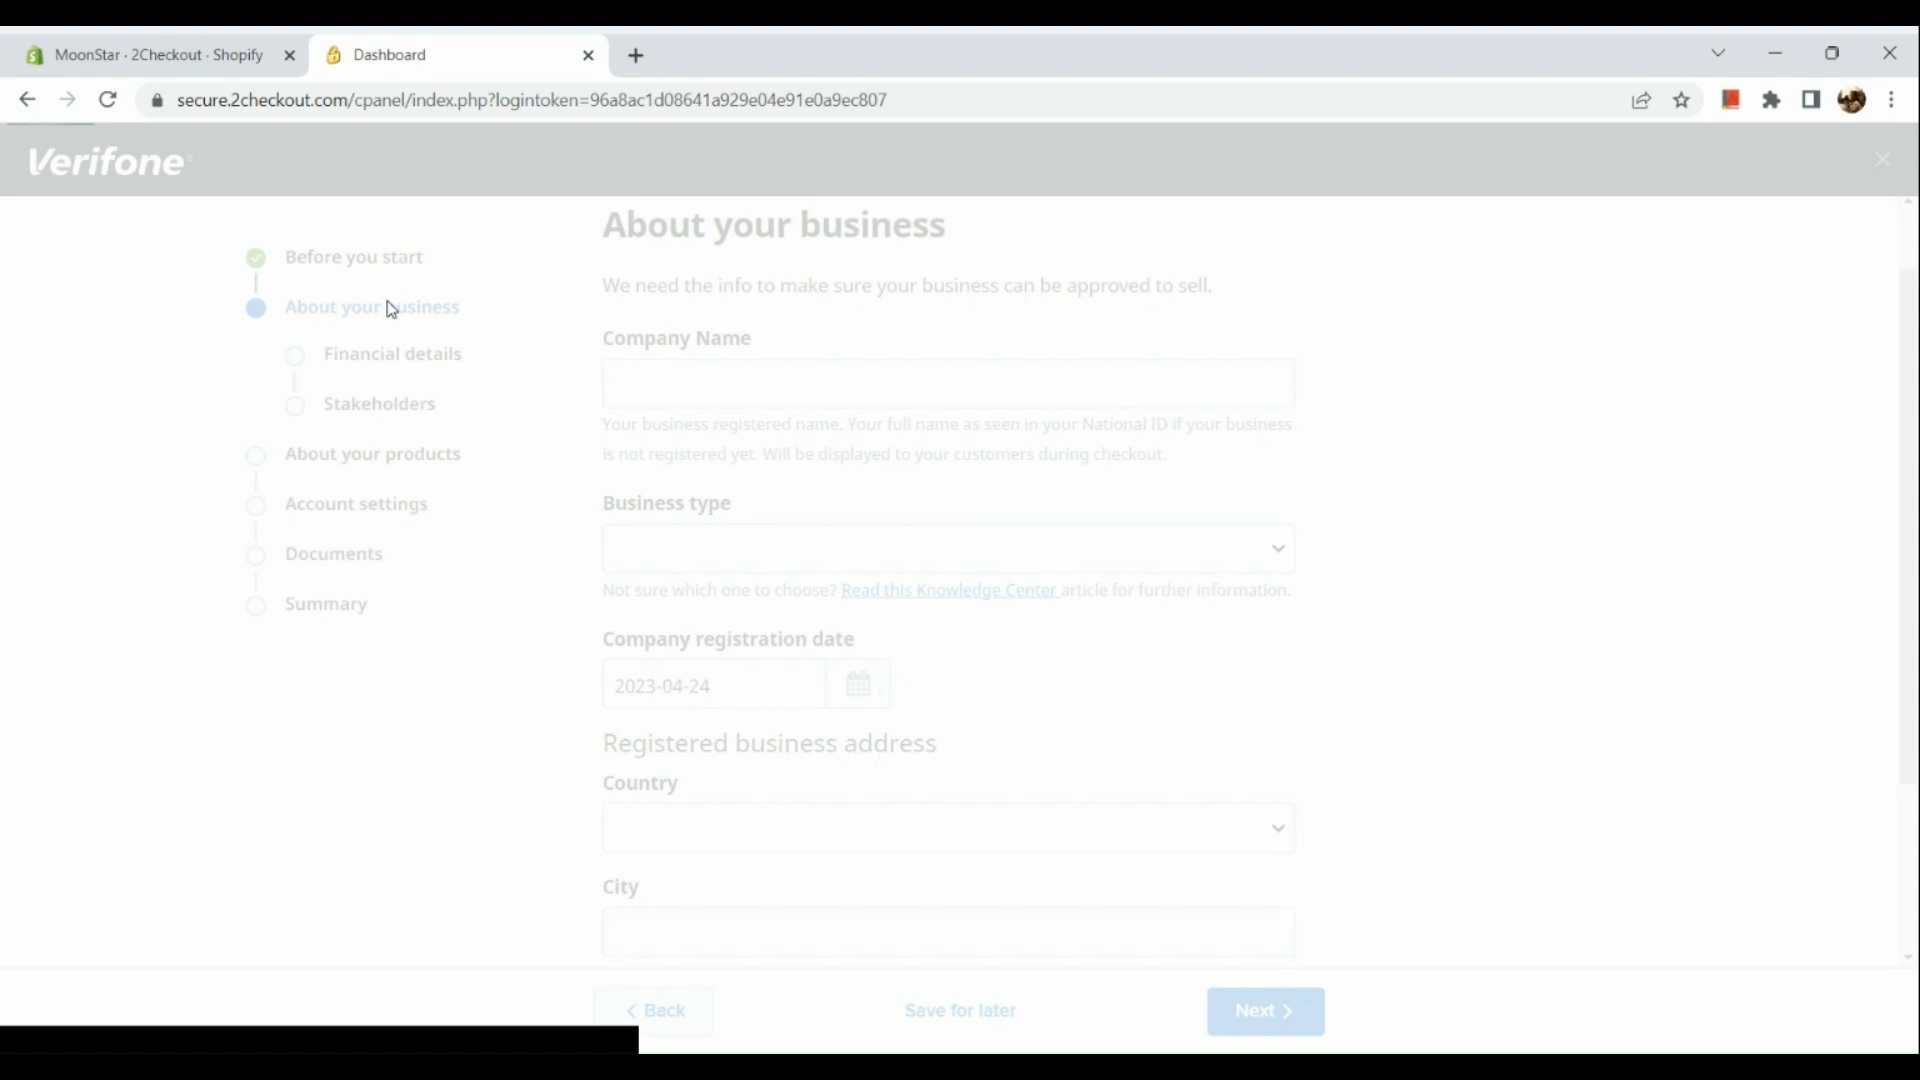 MoonStar · 2Checkout · Shopify
Dashboard
secure.2checkout.com/cpanel/index.php?logintoken=96a8ac1d08641a929e04e91e0a9ec807
Verifone
Before you start
About your business
Financial details
Stakeholders
About your products
Account settings
Documents
Summary
About your business
We need the info to make sure your business can be approved to sell.
Company Name
Your business registered name. Your full name as seen in your National ID if your business
is not registered yet. Will be displayed to your customers during checkout.
Business type
Not sure which one to choose? Read this Knowledge Center article for further information.
Company registration date
2023-04-24
Registered business address
Country
City
Back
Save for later
Next